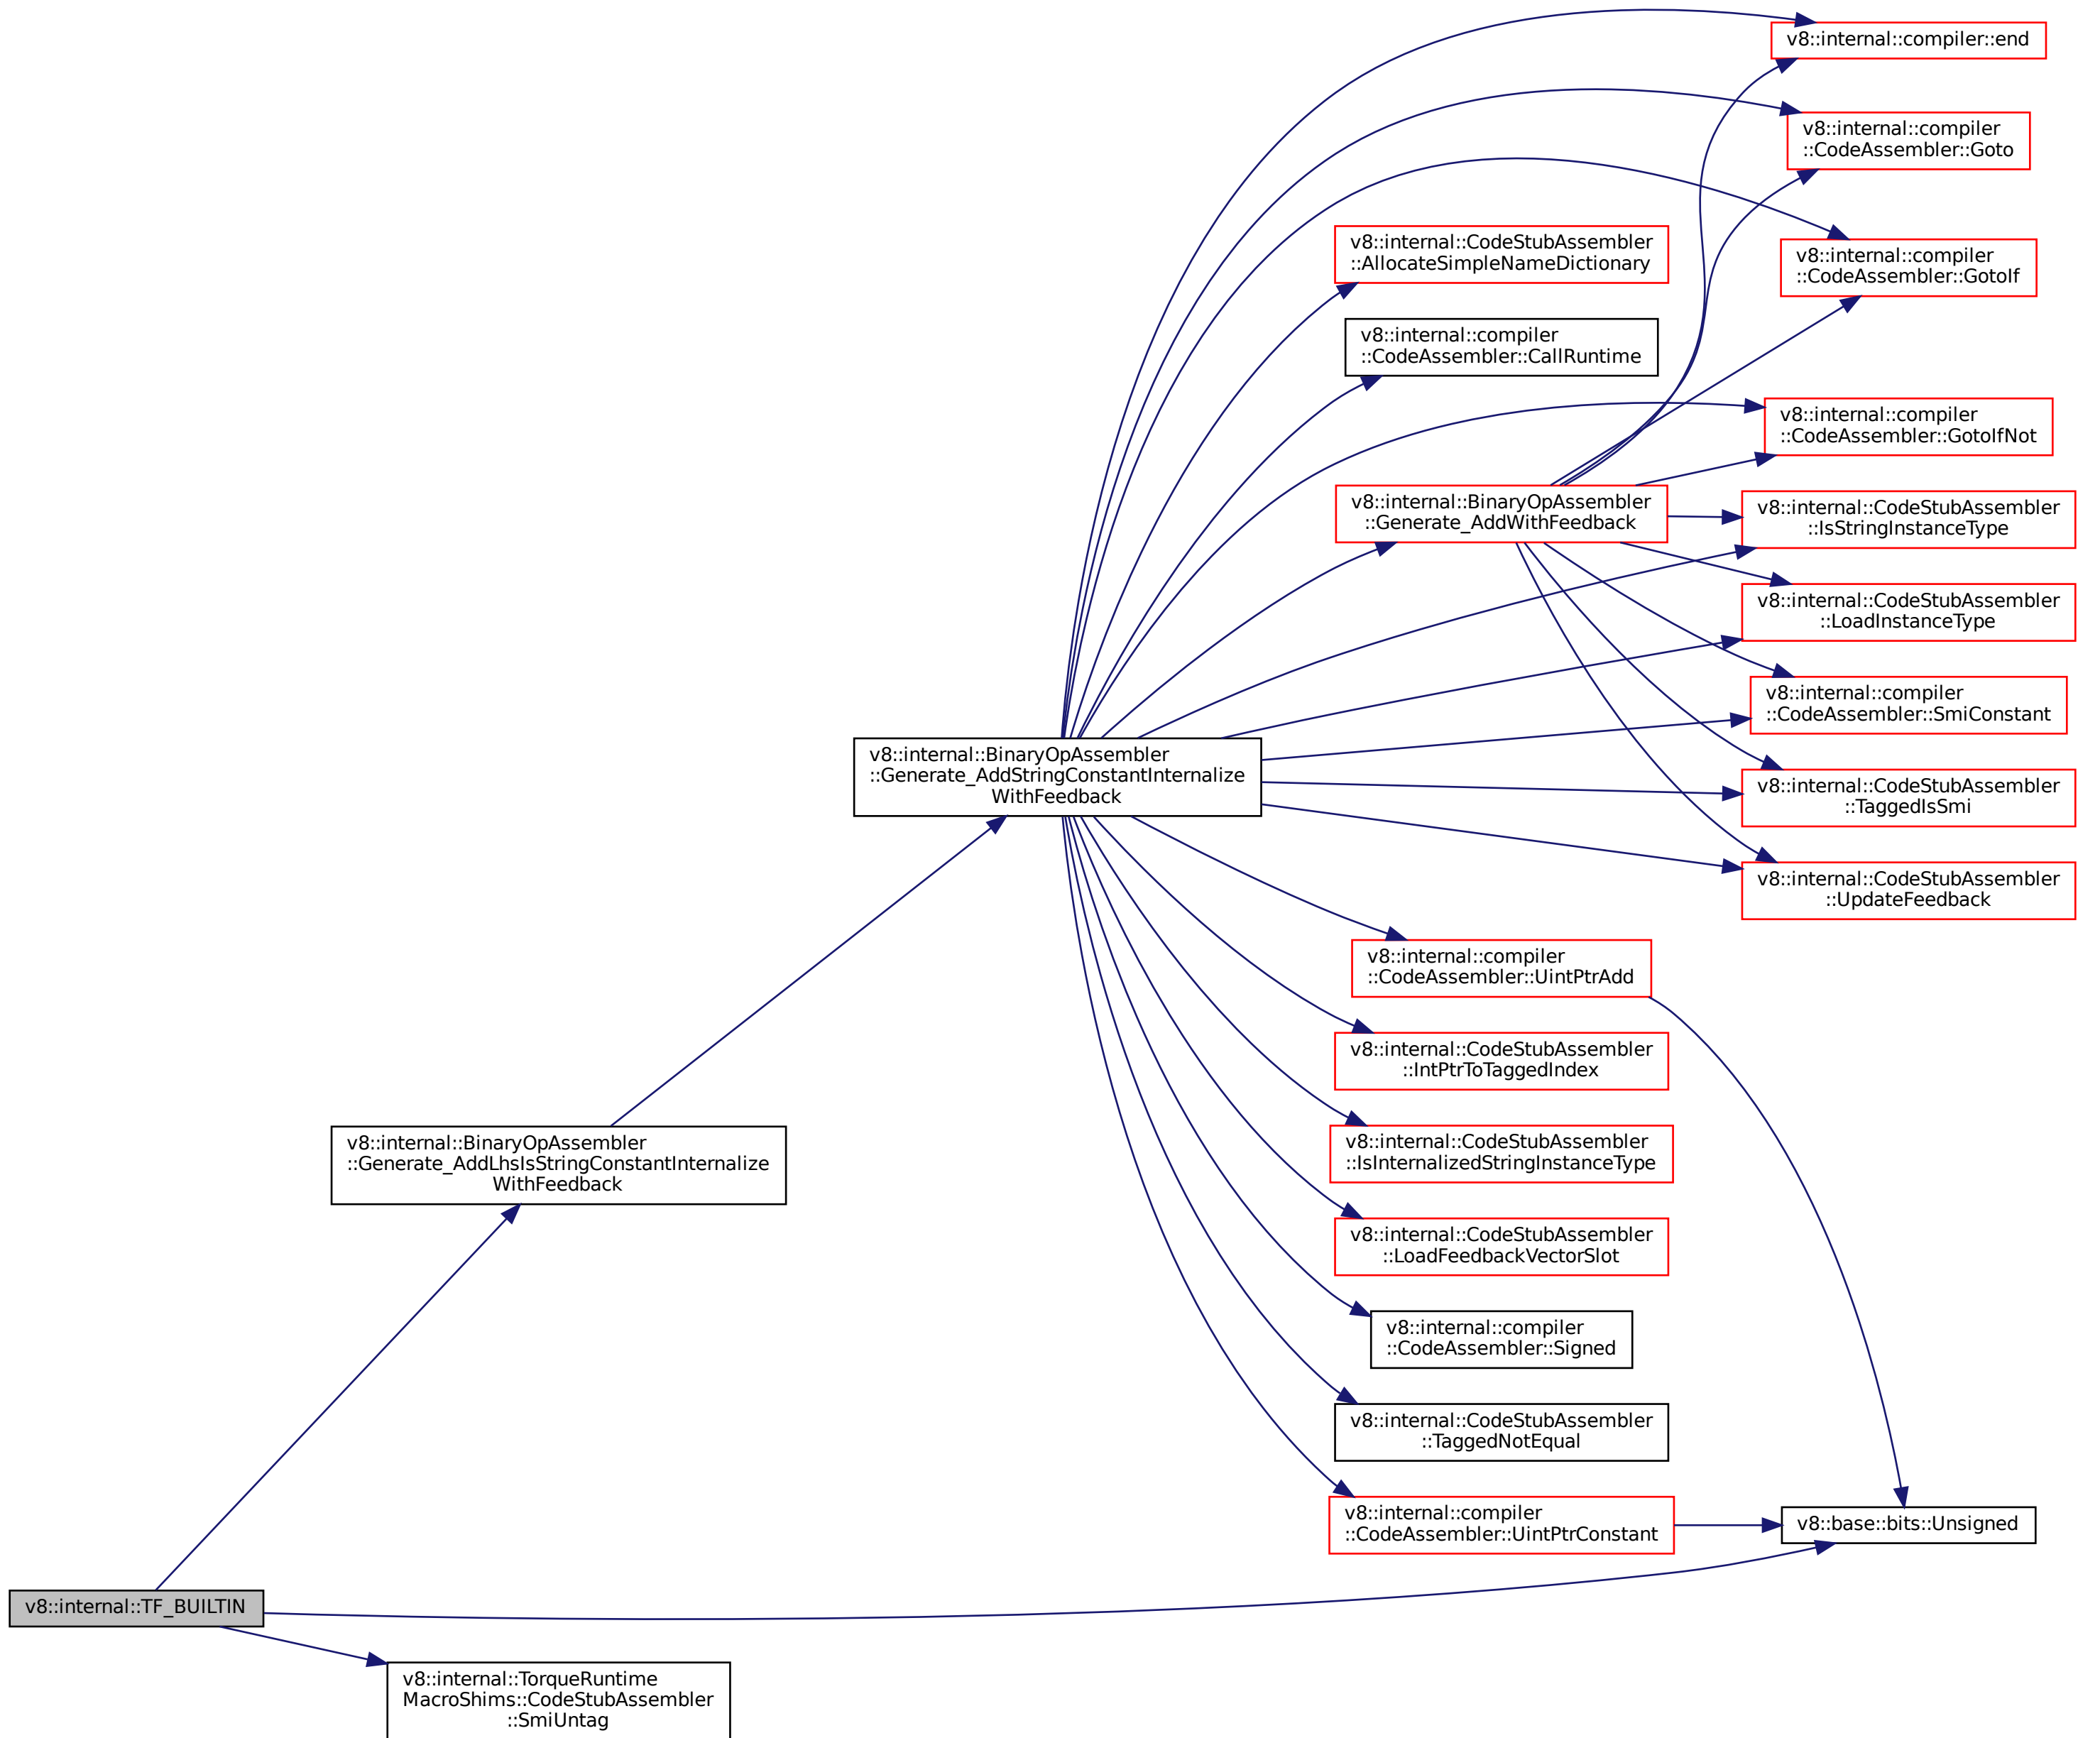 v8::internal::compiler::end
v8::internal::compiler
::CodeAssembler::Goto
v8::internal::CodeStubAssembler
::AllocateSimpleNameDictionary
v8::internal::compiler
::CodeAssembler::GotoIf
v8::internal::compiler
::CodeAssembler::CallRuntime
v8::internal::compiler
::CodeAssembler::GotoIfNot
v8::internal::BinaryOpAssembler
::Generate_AddWithFeedback
v8::internal::CodeStubAssembler
::IsStringInstanceType
v8::internal::CodeStubAssembler
::LoadInstanceType
v8::internal::compiler
::CodeAssembler::SmiConstant
v8::internal::BinaryOpAssembler
::Generate_AddStringConstantInternalize
WithFeedback
v8::internal::CodeStubAssembler
::TaggedIsSmi
v8::internal::CodeStubAssembler
::UpdateFeedback
v8::internal::compiler
::CodeAssembler::UintPtrAdd
v8::internal::CodeStubAssembler
::IntPtrToTaggedIndex
v8::internal::BinaryOpAssembler
::Generate_AddLhsIsStringConstantInternalize
WithFeedback
v8::internal::CodeStubAssembler
::IsInternalizedStringInstanceType
v8::internal::CodeStubAssembler
::LoadFeedbackVectorSlot
v8::internal::compiler
::CodeAssembler::Signed
v8::internal::CodeStubAssembler
::TaggedNotEqual
v8::internal::compiler
::CodeAssembler::UintPtrConstant
v8::base::bits::Unsigned
v8::internal::TF_BUILTIN
v8::internal::TorqueRuntime
MacroShims::CodeStubAssembler
::SmiUntag